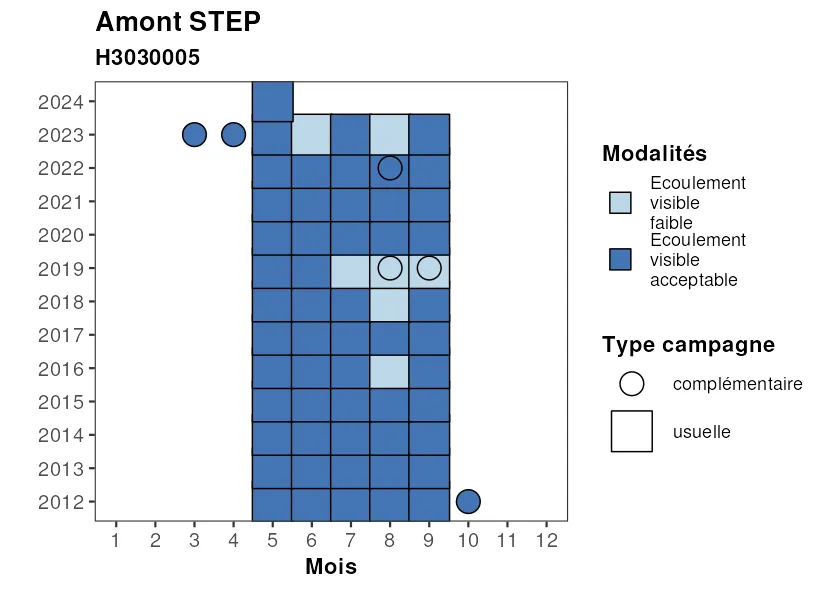 Amont STEP
H3030005
2024
2023
2022
2021
2020
2019
2018
2017
2016
2015
2014
2013
2012
1 2 3 4 5 6 7 8 9 10 11 12
Mois
Modalités
Ecoulement
visible
faible
Ecoulement
visible
acceptable
Type campagne
complémentaire
usuelle